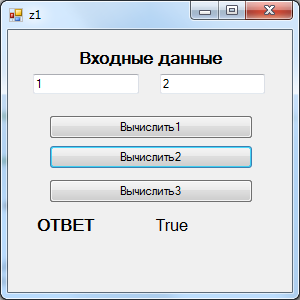 z1
Входные данные
1 2
Вычислить1
Вычислить2
Вычислить3
ОТВЕТ True